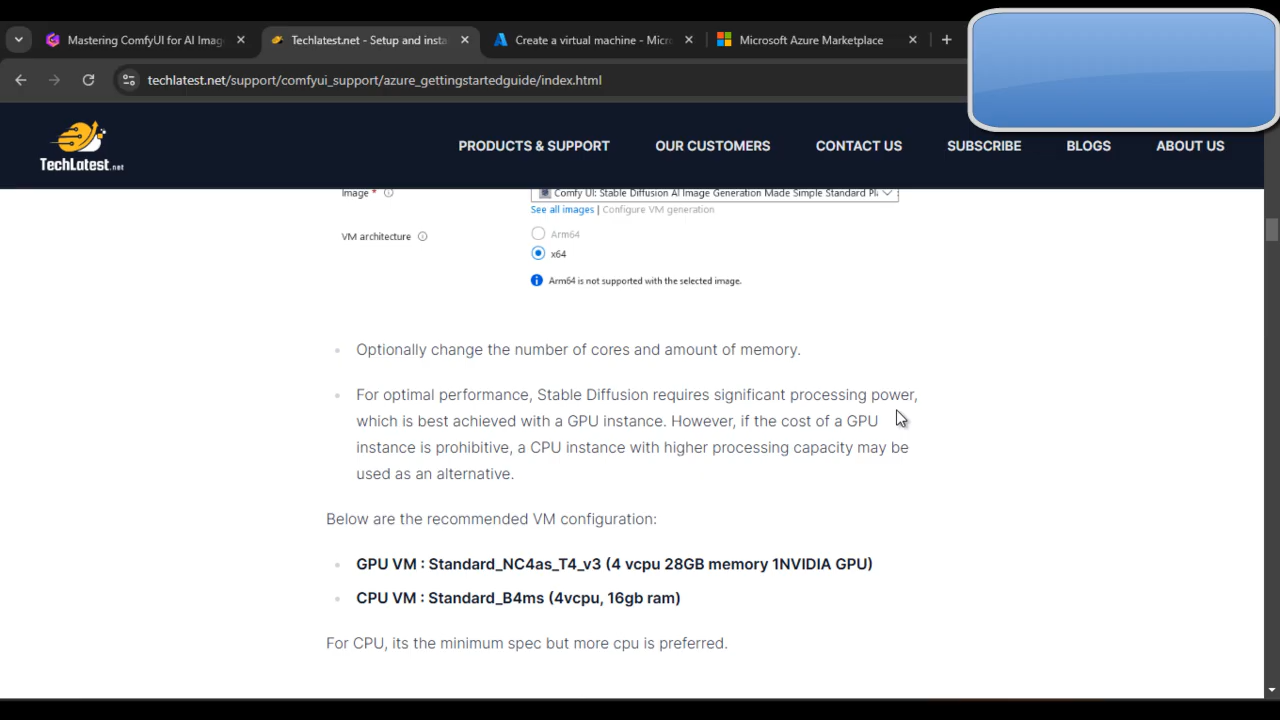 Mastering ComfyUI for AI Imag
Techlatest.net - Setup and insta
Create a virtual machine - Micr
Microsoft Azure Marketplace
techlatest.net/support/comfyui_support/azure_gettingstartedguide/index.html
TechLatest.net
PRODUCTS & SUPPORT
OUR CUSTOMERS
CONTACT US
SUBSCRIBE
BLOGS
ABOUT US
Image *
Comfy UI: Stable Diffusion AI Image Generation Made Simple Standard Pl
See all images | Configure VM generation
VM architecture
Arm64
x64
Arm64 is not supported with the selected image.
Optionally change the number of cores and amount of memory.
For optimal performance, Stable Diffusion requires significant processing power,
which is best achieved with a GPU instance. However, if the cost of a GPU
instance is prohibitive, a CPU instance with higher processing capacity may be
used as an alternative.
Below are the recommended VM configuration:
GPU VM : Standard_NC4as_T4_v3 (4 vcpu 28GB memory 1NVIDIA GPU)
CPU VM : Standard_B4ms (4vcpu, 16gb ram)
For CPU, its the minimum spec but more cpu is preferred.